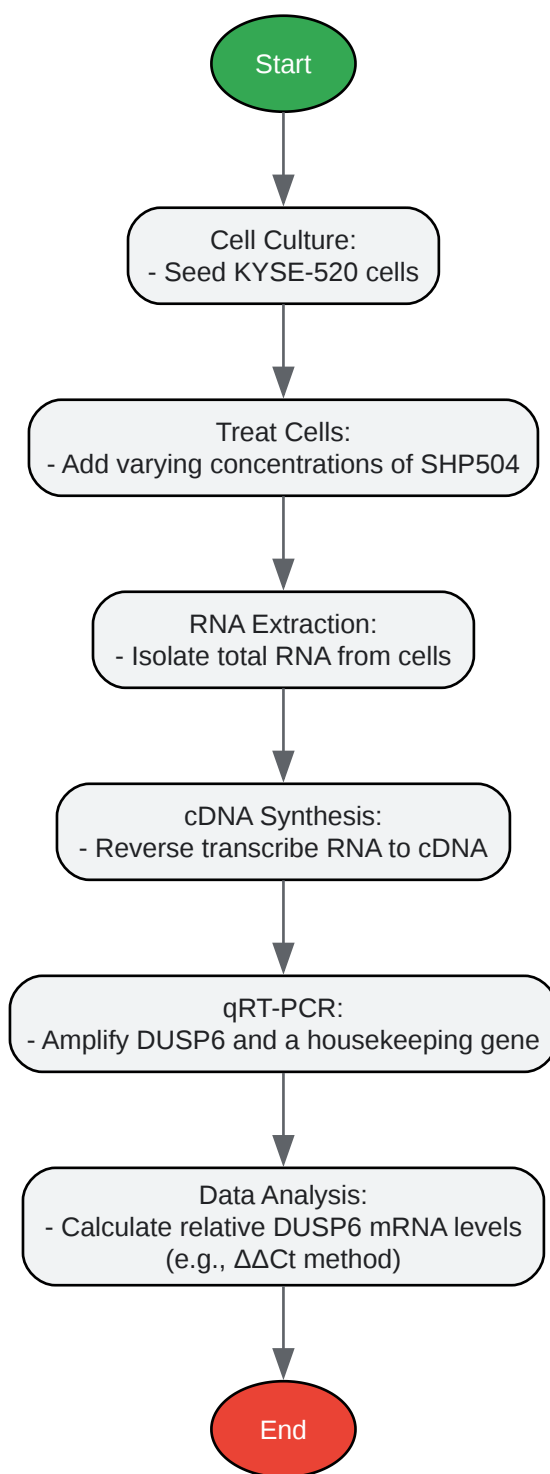 Start
Cell Culture:
- Seed KYSE-520 cells
Treat Cells:
- Add varying concentrations of SHP504
RNA Extraction:
- Isolate total RNA from cells
cDNA Synthesis:
- Reverse transcribe RNA to cDNA
qRT-PCR:
- Amplify DUSP6 and a housekeeping gene
Data Analysis:
- Calculate relative DUSP6 mRNA levels
(e.g., ΔΔCt method)
End